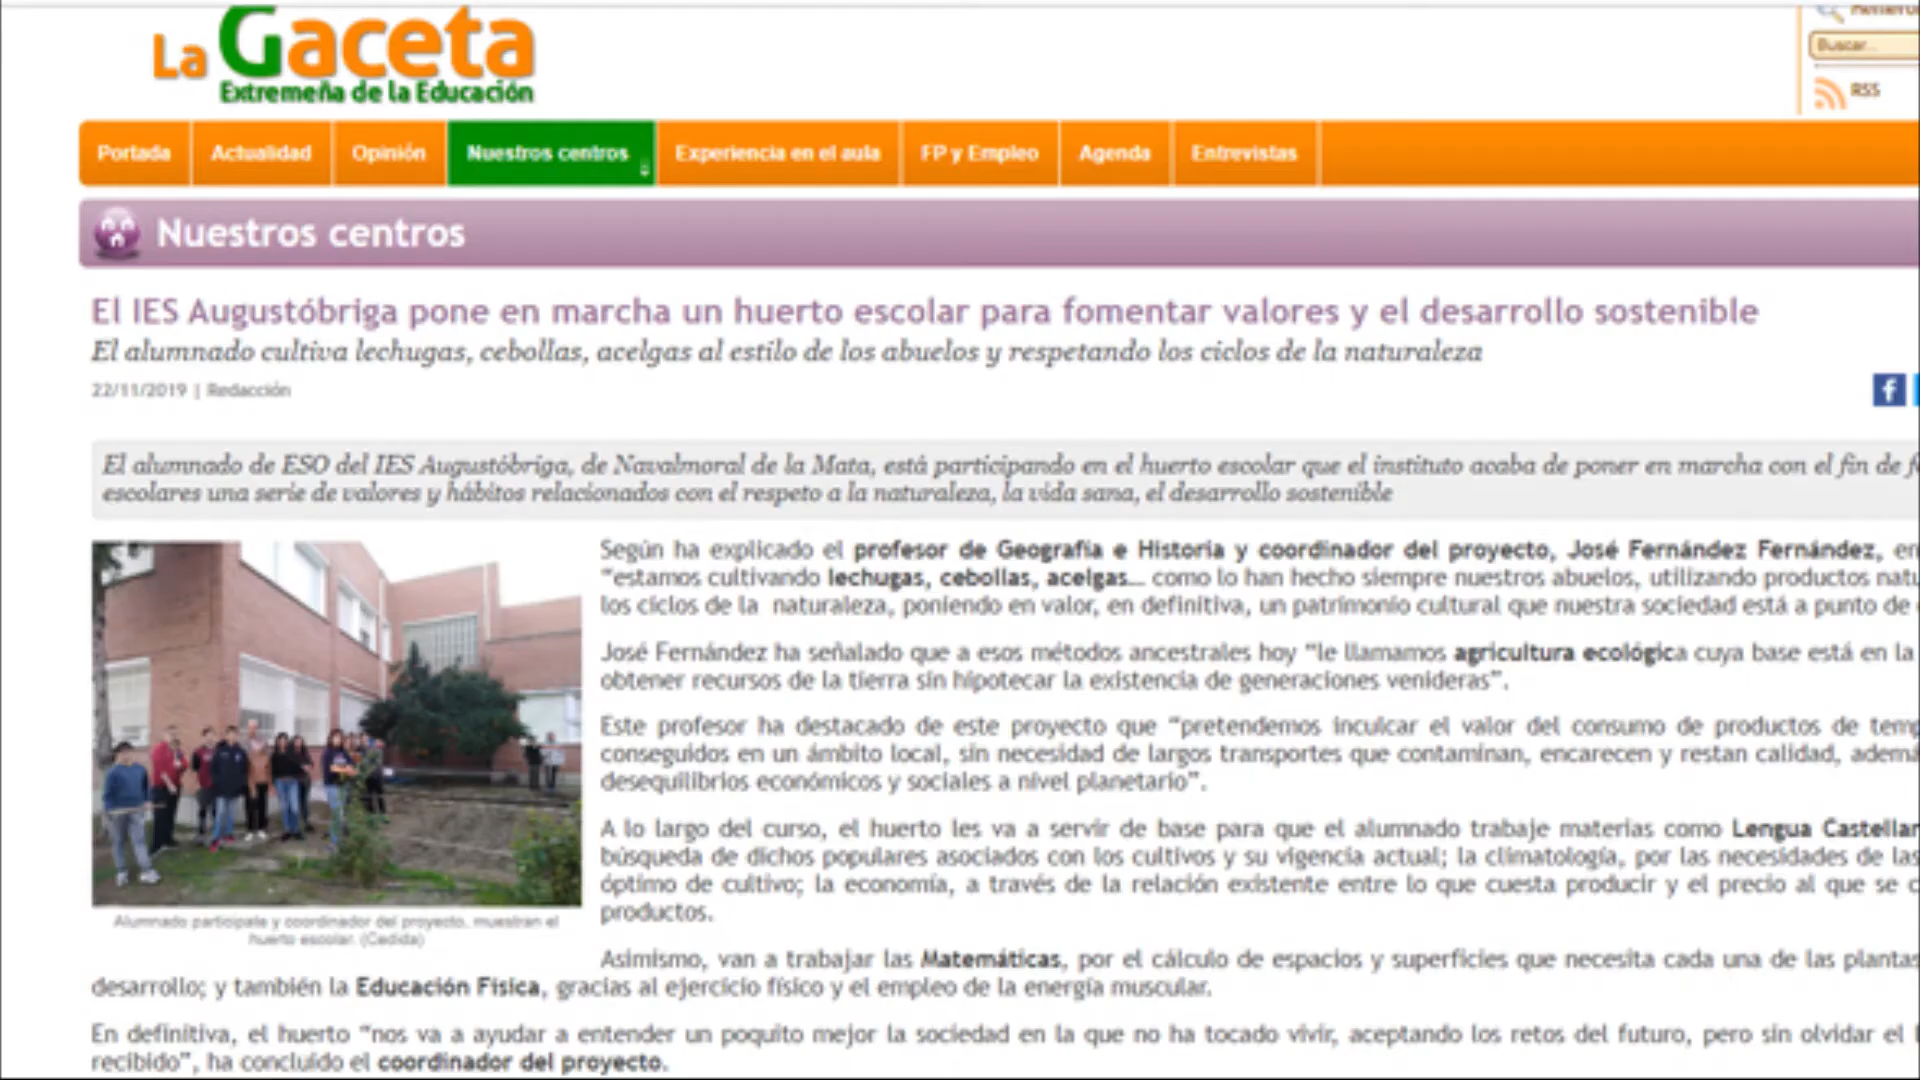 La Gaceta
Extremeña de la Educación
Buscar...
RSS
Portada Actualidad Opinión Nuestros centros Experiencia en el aula FP y Empleo Agenda Entrevistas
Nuestros centros
El IES Augustóbriga pone en marcha un huerto escolar para fomentar valores y el desarrollo sostenible
El alumnado cultiva lechugas, cebollas, acelgas al estilo de los abuelos y respetando los ciclos de la naturaleza
22/11/2019 | Redacción
f
El alumnado de ESO del IES Augustóbriga, de Navalmoral de la Mata, está participando en el huerto escolar que el instituto acaba de poner en marcha con el fin de
escolares una serie de valores y hábitos relacionados con el respeto a la naturaleza, la vida sana, el desarrollo sostenible
Según ha explicado el profesor de Geografía e Historia y coordinador del proyecto, José Fernández Fernández,
“estamos cultivando lechugas, cebollas, acelgas... como lo han hecho siempre nuestros abuelos, utilizando productos
los ciclos de la naturaleza, poniendo en valor, en definitiva, un patrimonio cultural que nuestra sociedad está a punto de
José Fernández ha señalado que a esos métodos ancestrales hoy “le llamamos agricultura ecológica cuya base está en la
obtener recursos de la tierra sin hipotecar la existencia de generaciones venideras”.
Este profesor ha destacado de este proyecto que “pretendemos inculcar el valor del consumo de productos de
conseguidos en un ámbito local, sin necesidad de largos transportes que contaminan, encarecen y restan calidad,
desequilibrios económicos y sociales a nivel planetario”.
A lo largo del curso, el huerto les va a servir de base para que el alumnado trabaje materias como Lengua
búsqueda de dichos populares asociados con los cultivos y su vigencia actual; la climatología, por las necesidades de las
óptimo de cultivo; la economía, a través de la relación existente entre lo que cuesta producir y el precio al que se
productos.
Alumnado participate y coordinador del proyecto, muestran el
huerto escolar. (Cedida)
Asimismo, van a trabajar las Matemáticas, por el cálculo de espacios y superficies que necesita cada una de las plantas
desarrollo; y también la Educación Física, gracias al ejercicio físico y el empleo de la energía muscular.
En definitiva, el huerto “nos va a ayudar a entender un poquito mejor la sociedad en la que no ha tocado vivir, aceptando los retos del futuro, pero sin olvidar el
recibido”, ha concluido el coordinador del proyecto.